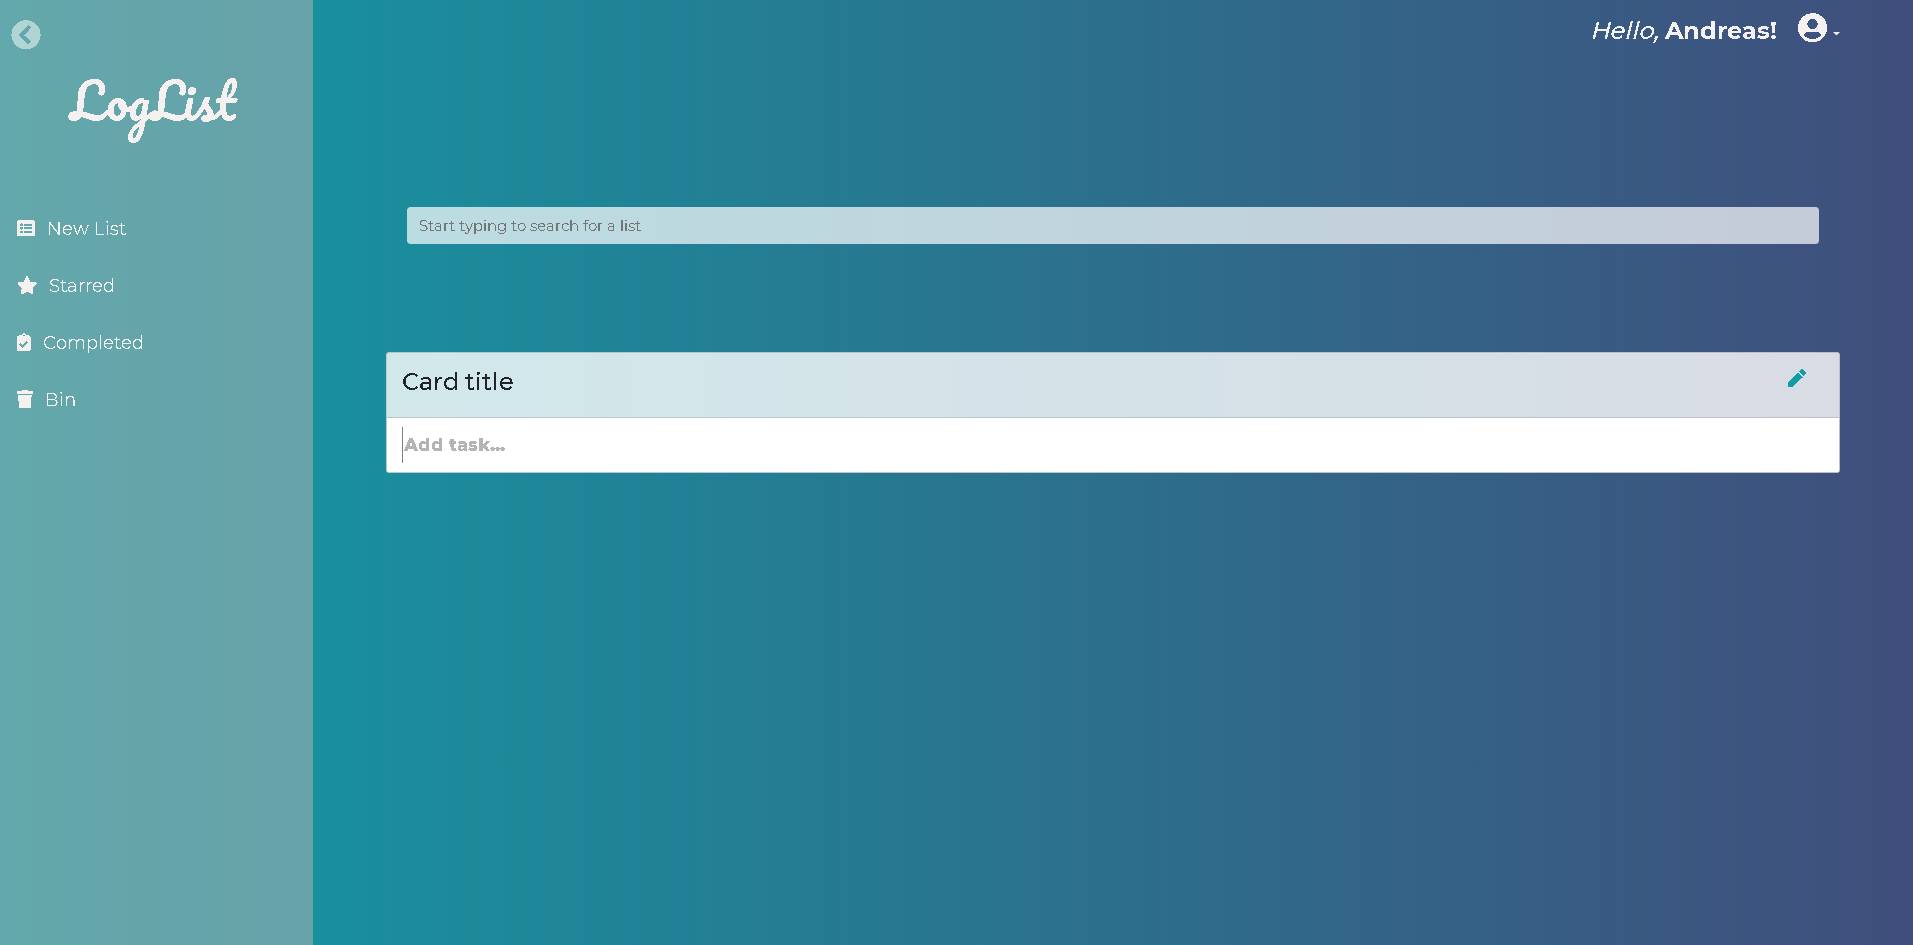 Hello, Andreas!
LogList
New List
Starred
Completed
Bin
Start typing to search for a list
Card title
Add task...